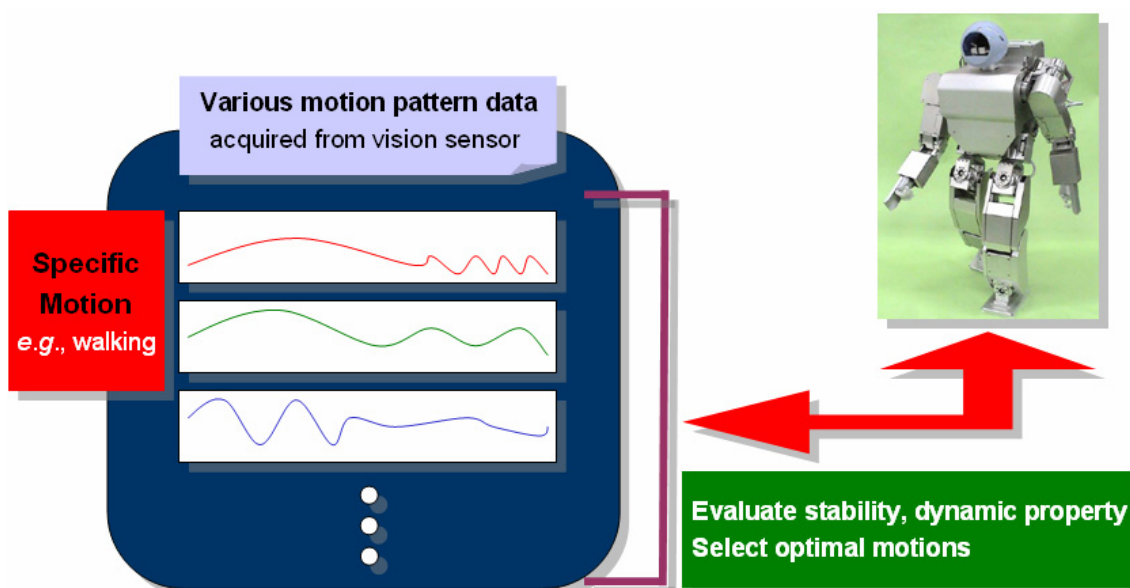 Various motion pattern data
acquired from vision sensor
Specific
Motion
e.g., walking
Evaluate stability, dynamic property
Select optimal motions